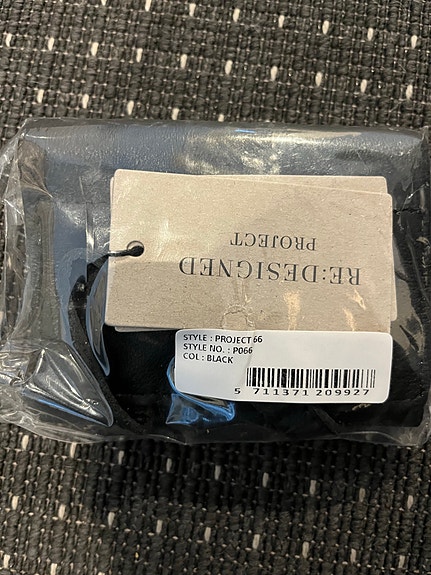 RE:DESIGNED
PROJECT
STYLE : PROJECT 66
STYLE NO. : P066
COL : BLACK
5 711371 209927